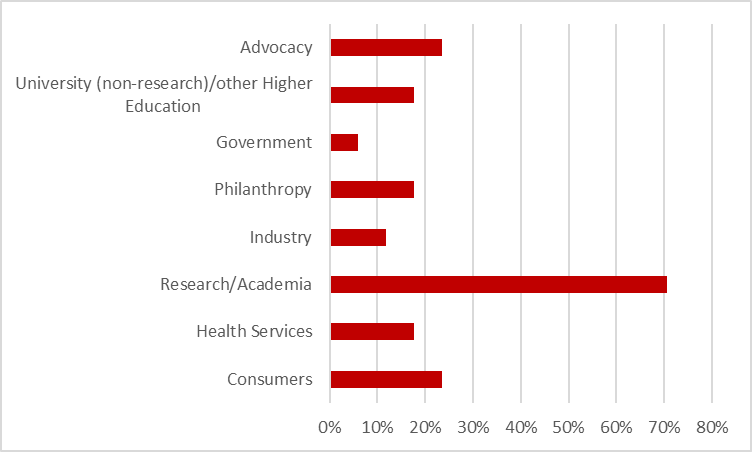 Advocacy
University (non-research)/other Higher
Education
Government
Philanthropy
Industry
Research/Academia
Health Services
Consumers
0% 10% 20% 30% 40% 50% 60% 70% 80%